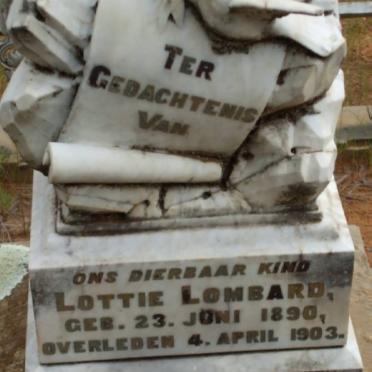 TER
GEDACHTENIS
VAN
ONS DIERBAAR KIND
LOTTIE LOMBARD,
GEB. 23. JUNI 1890,
OVERLEDEN 4. APRIL 1903.